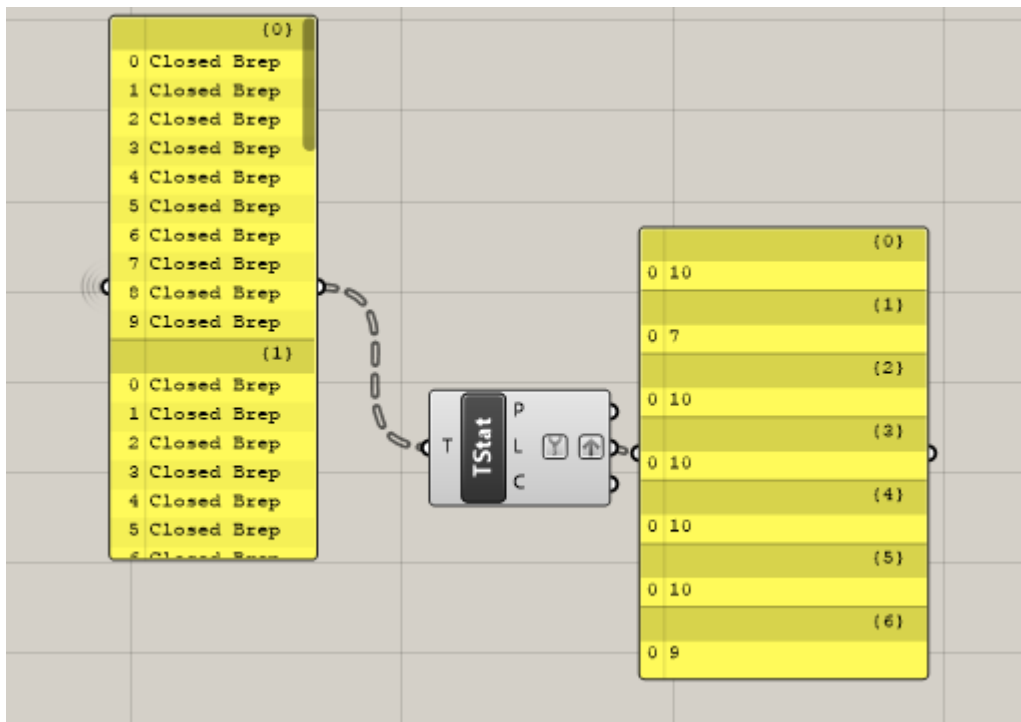 {0}
0 Closed Brep
1 Closed Brep
2 Closed Brep
3 Closed Brep
4 Closed Brep
5 Closed Brep
6 Closed Brep
7 Closed Brep
8 Closed Brep
9 Closed Brep
{1}
0 Closed Brep
1 Closed Brep
2 Closed Brep
3 Closed Brep
4 Closed Brep
5 Closed Brep
6 Closed Brep
T
TStat
P
L
C
{0}
0 10
{1}
0 7
{2}
0 10
{3}
0 10
{4}
0 10
{5}
0 10
{6}
0 9